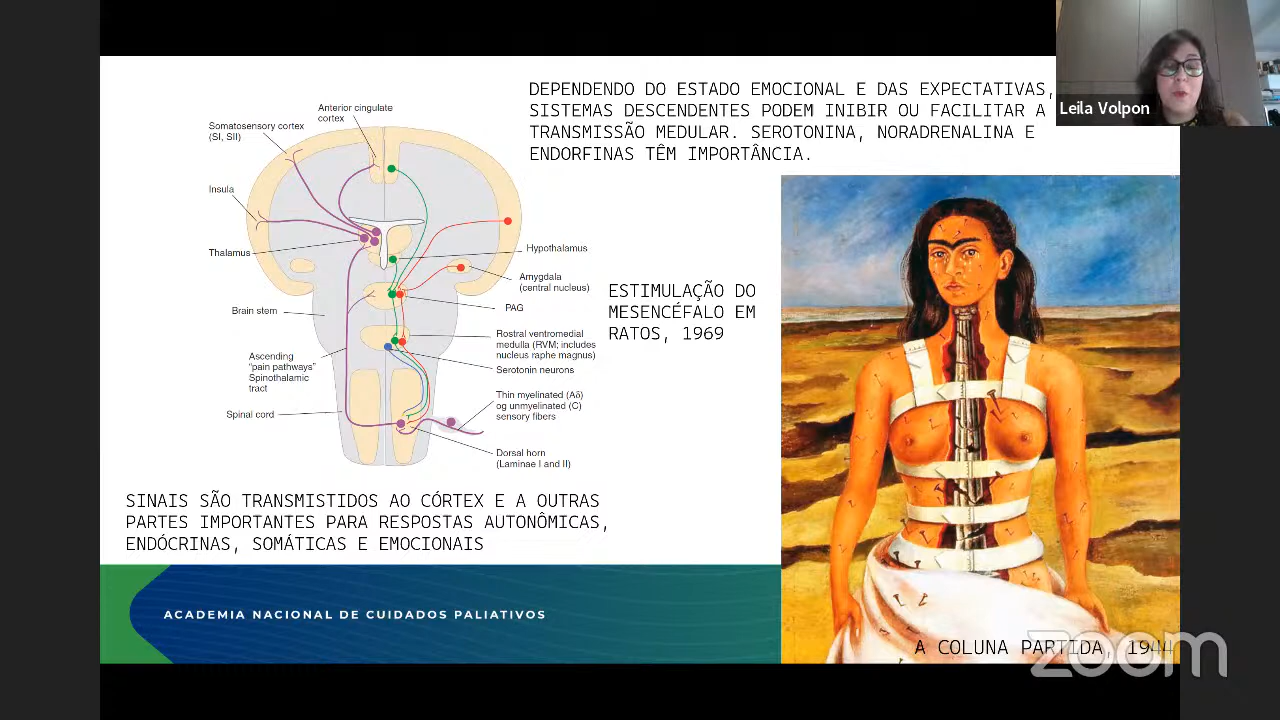 DEPENDENDO DO ESTADO EMOCIONAL E DAS EXPECTATIVAS,
SISTEMAS DESCENDENTES PODEM INIBIR OU FACILITAR A
TRANSMISSÃO MEDULAR. SEROTONINA, NORADRENALINA E
ENDORFINAS TÊM IMPORTÂNCIA.
Leila Volpon
Anterior cingulate
cortex
Somatosensory cortex
(SI, SII)
Insula
Thalamus
Brain stem
Ascending
"pain pathways"
Spinothalamic
tract
Spinal cord
Hypothalamus
Amygdala
(central nucleus)
PAG
Rostral ventromedial
medulla (RVM; includes
nucleus raphe magnus)
Serotonin neurons
Thin myelinated (Aδ)
og unmyelinated (C)
sensory fibers
Dorsal horn
(Laminae I and II)
ESTIMULAÇÃO DO
MESENCÉFALO EM
RATOS, 1969
SINAIS SÃO TRANSMISTIDOS AO CÓRTEX E A OUTRAS
PARTES IMPORTANTES PARA RESPOSTAS AUTONÔMICAS,
ENDÓCRINAS, SOMÁTICAS E EMOCIONAIS
ACADEMIA NACIONAL DE CUIDADOS PALIATIVOS
A COLUNA PARTIDA, 1944
zoom